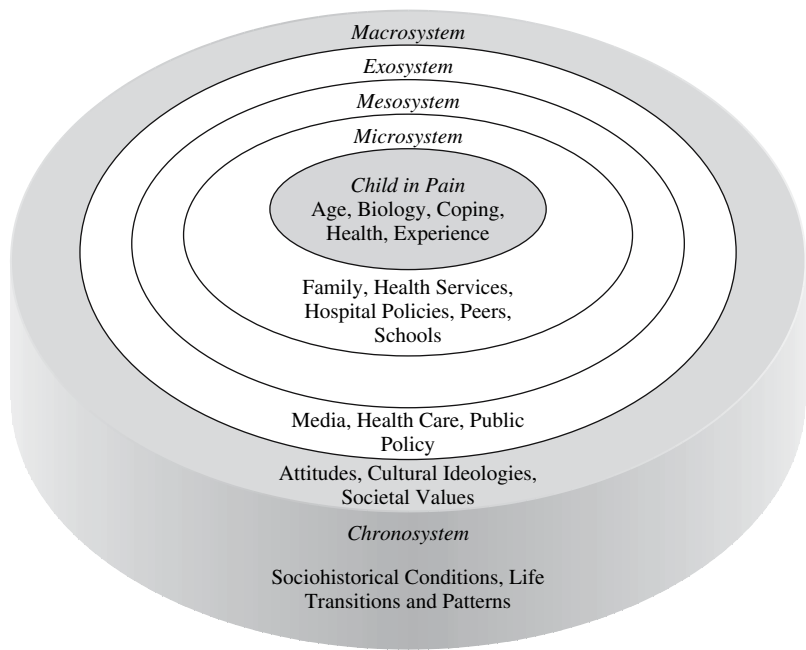 Macrosystem
Exosystem
Mesosystem
Microsystem
Child in Pain
Age, Biology, Coping,
Health, Experience
Family, Health Services,
Hospital Policies, Peers,
Schools
Media, Health Care, Public
Policy
Attitudes, Cultural Ideologies,
Societal Values
Chronosystem
Sociohistorical Conditions, Life
Transitions and Patterns